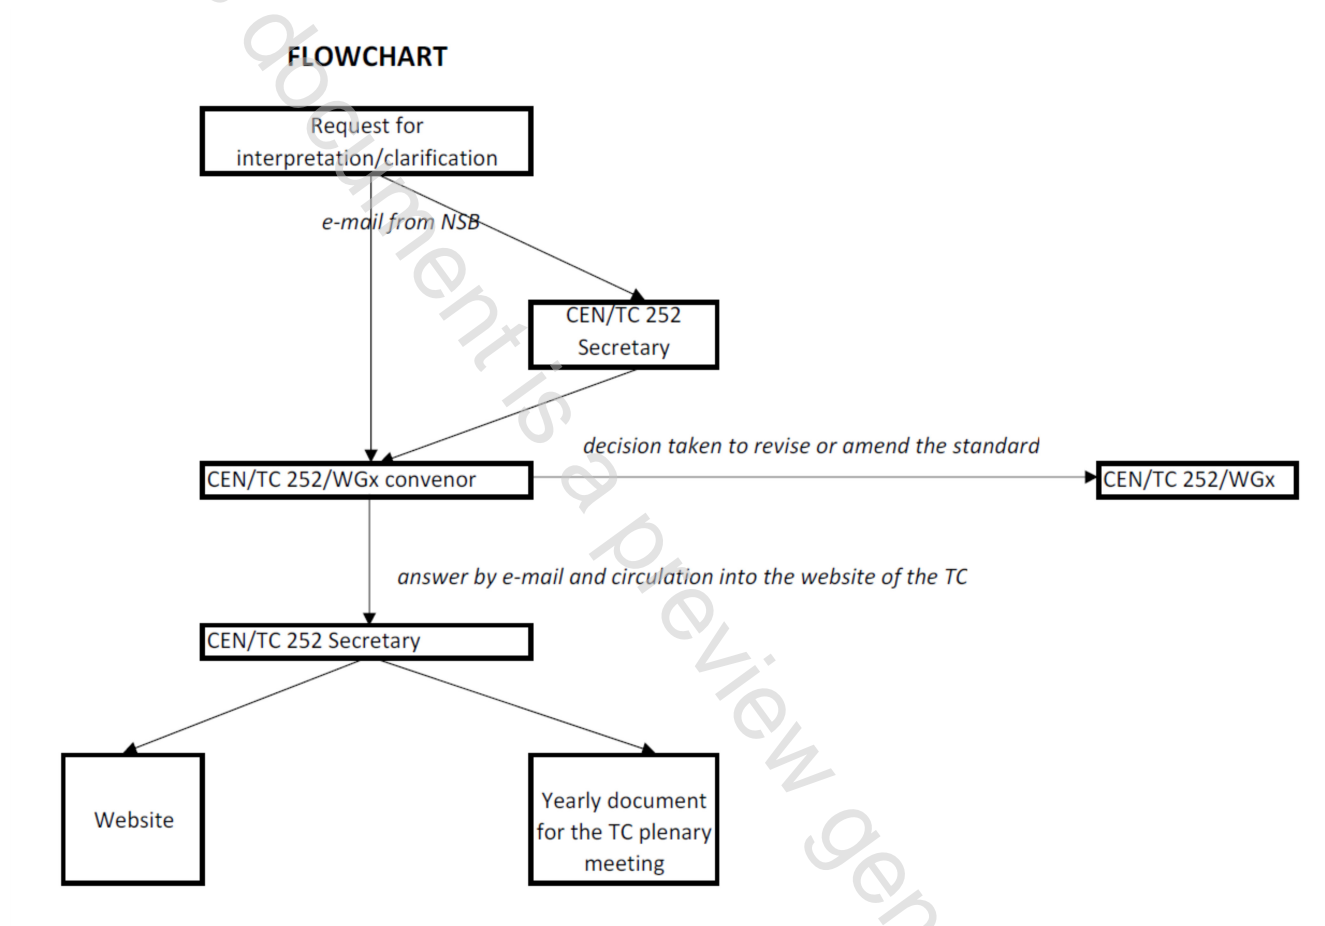 FLOWCHART
Request for
interpretation/clarification
e-mail from NSB
CEN/TC 252
Secretary
decision taken to revise or amend the standard
CEN/TC 252/WGx convenor
CEN/TC 252/WGx
answer by e-mail and circulation into the website of the TC
CEN/TC 252 Secretary
Website
Yearly document
for the TC plenary
meeting
document is a preview